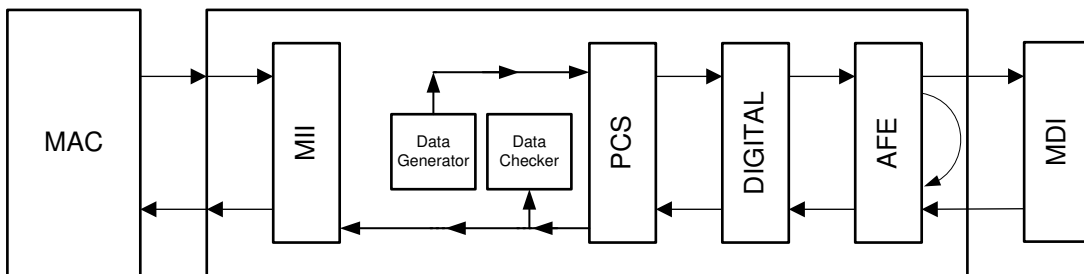 MAC
MII
Data
Generator
Data
Checker
PCS
DIGITAL
AFE
MDI